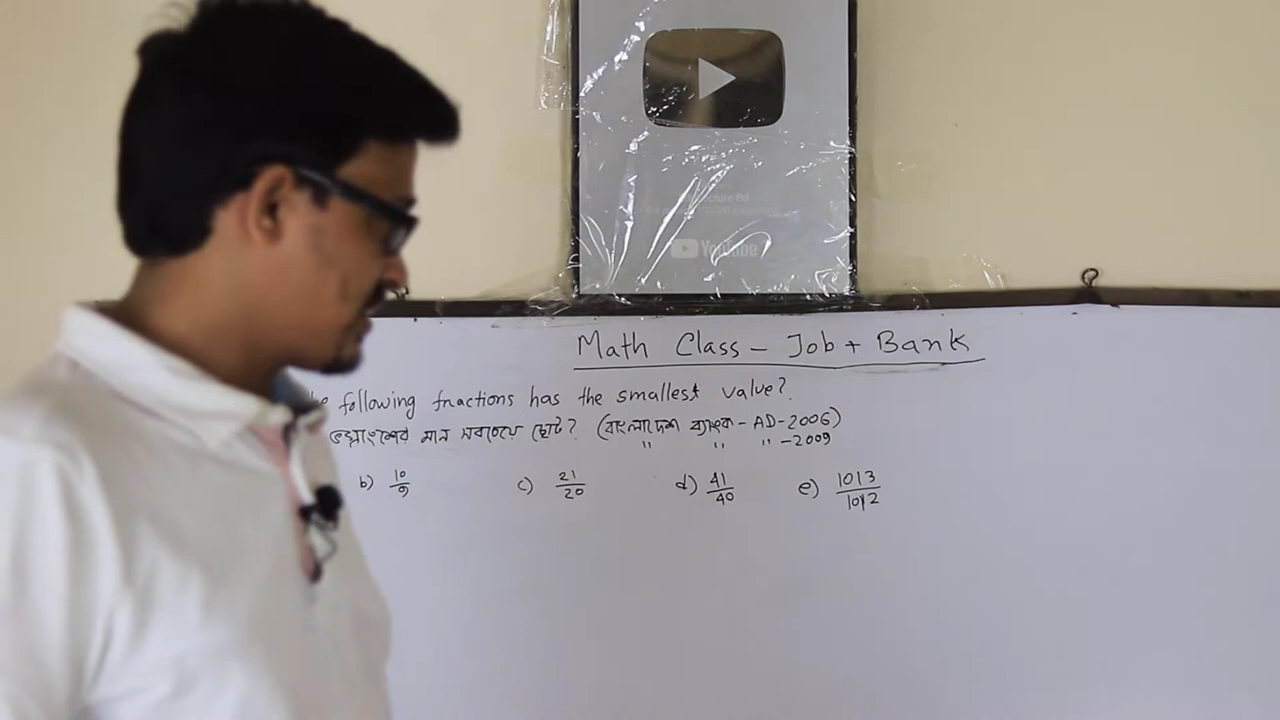 YouTube
Math Class - Job + Bank
following fractions has the smallest value?.
ভগ্নাংশের মান সবচেয়ে ছোট? (বাংলাদেশ ব্যাংক - AD-2006)
" " " -2009
b) 10/9 c) 21/20 d) 41/40 e) 1013/1012